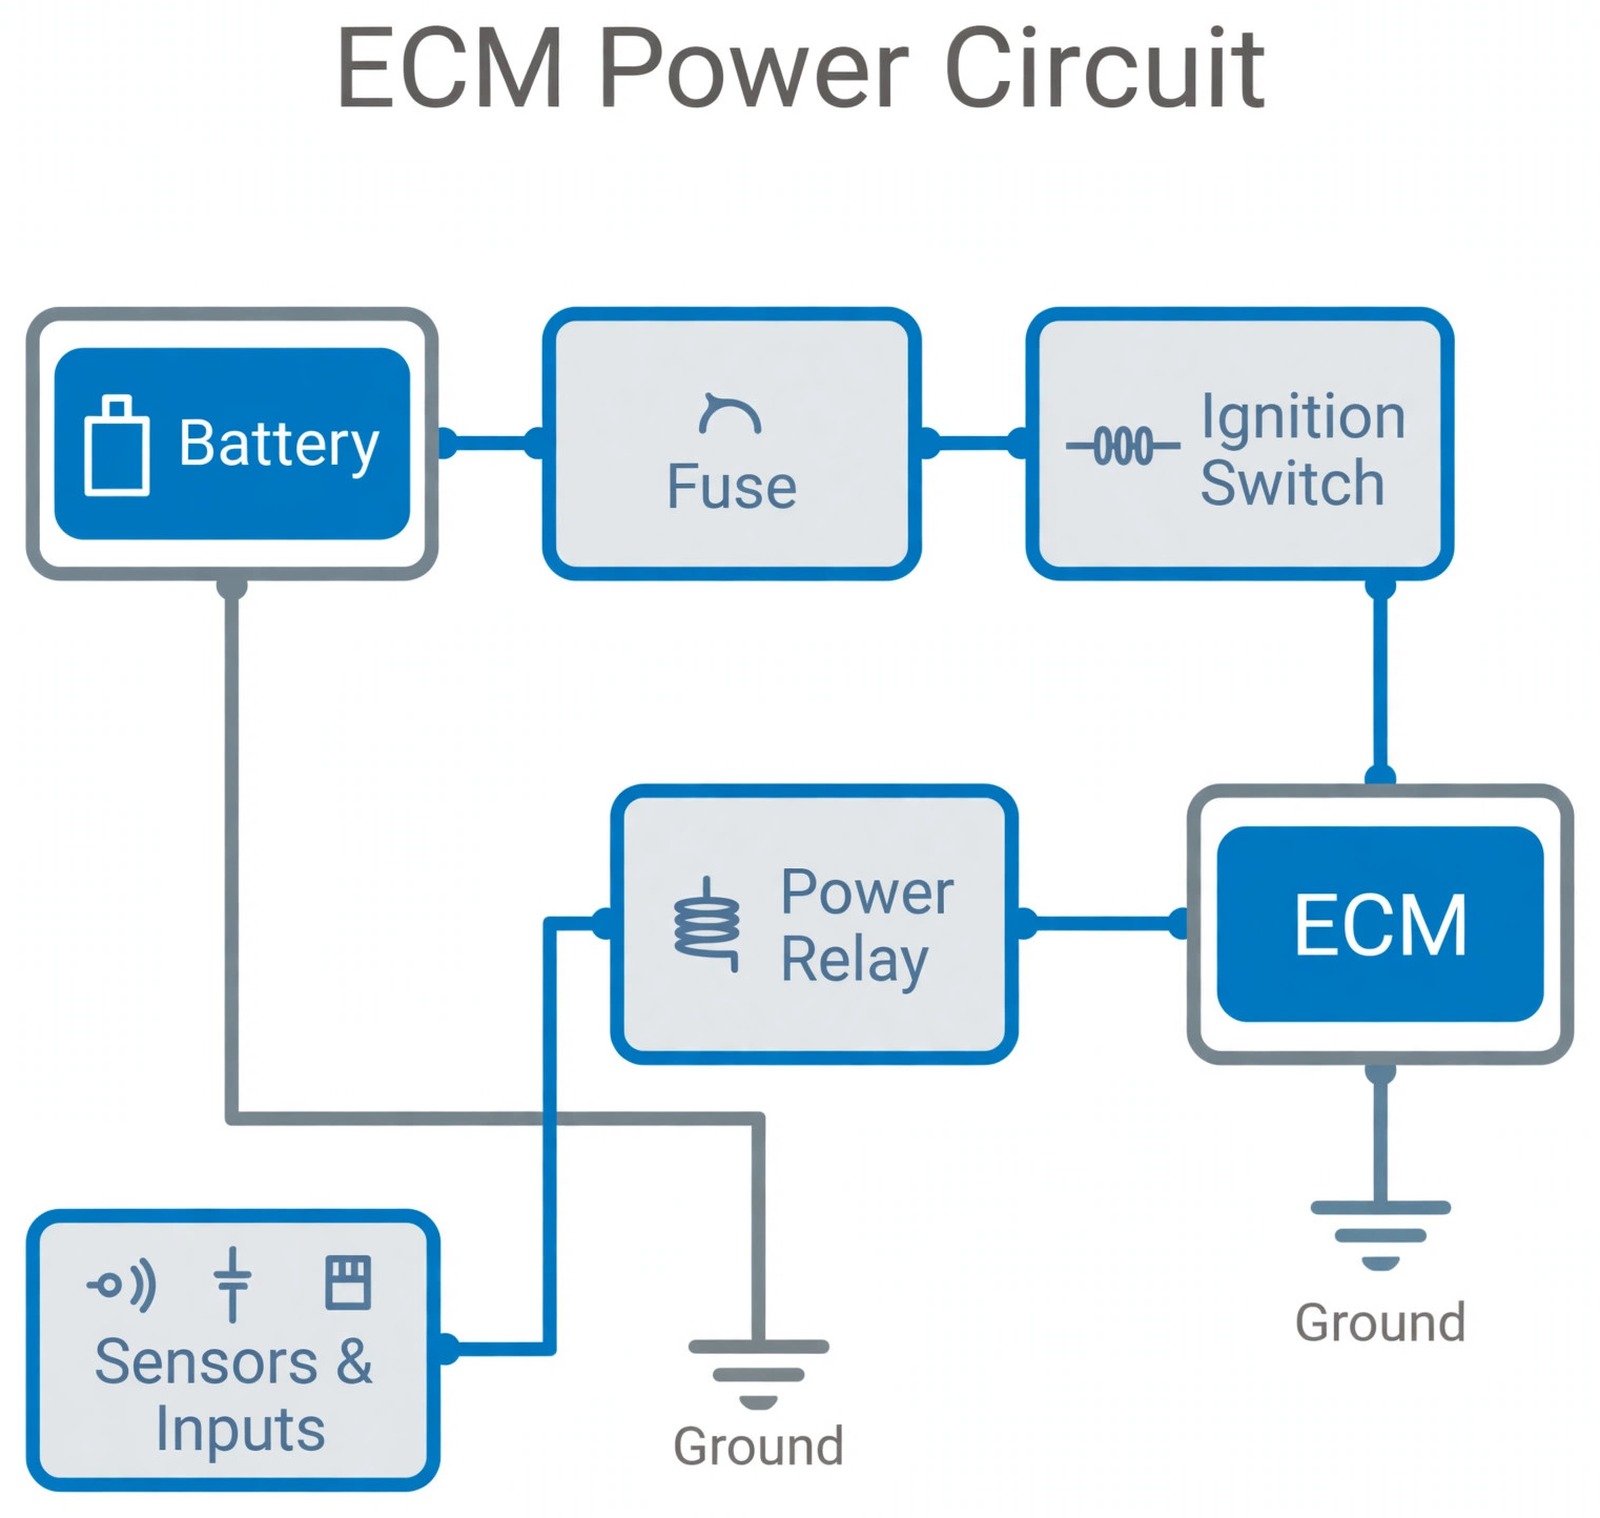 ECM Power Circuit
Battery
Fuse
Ignition
Switch
Power
Relay
ECM
Sensors &
Inputs
Ground
Ground